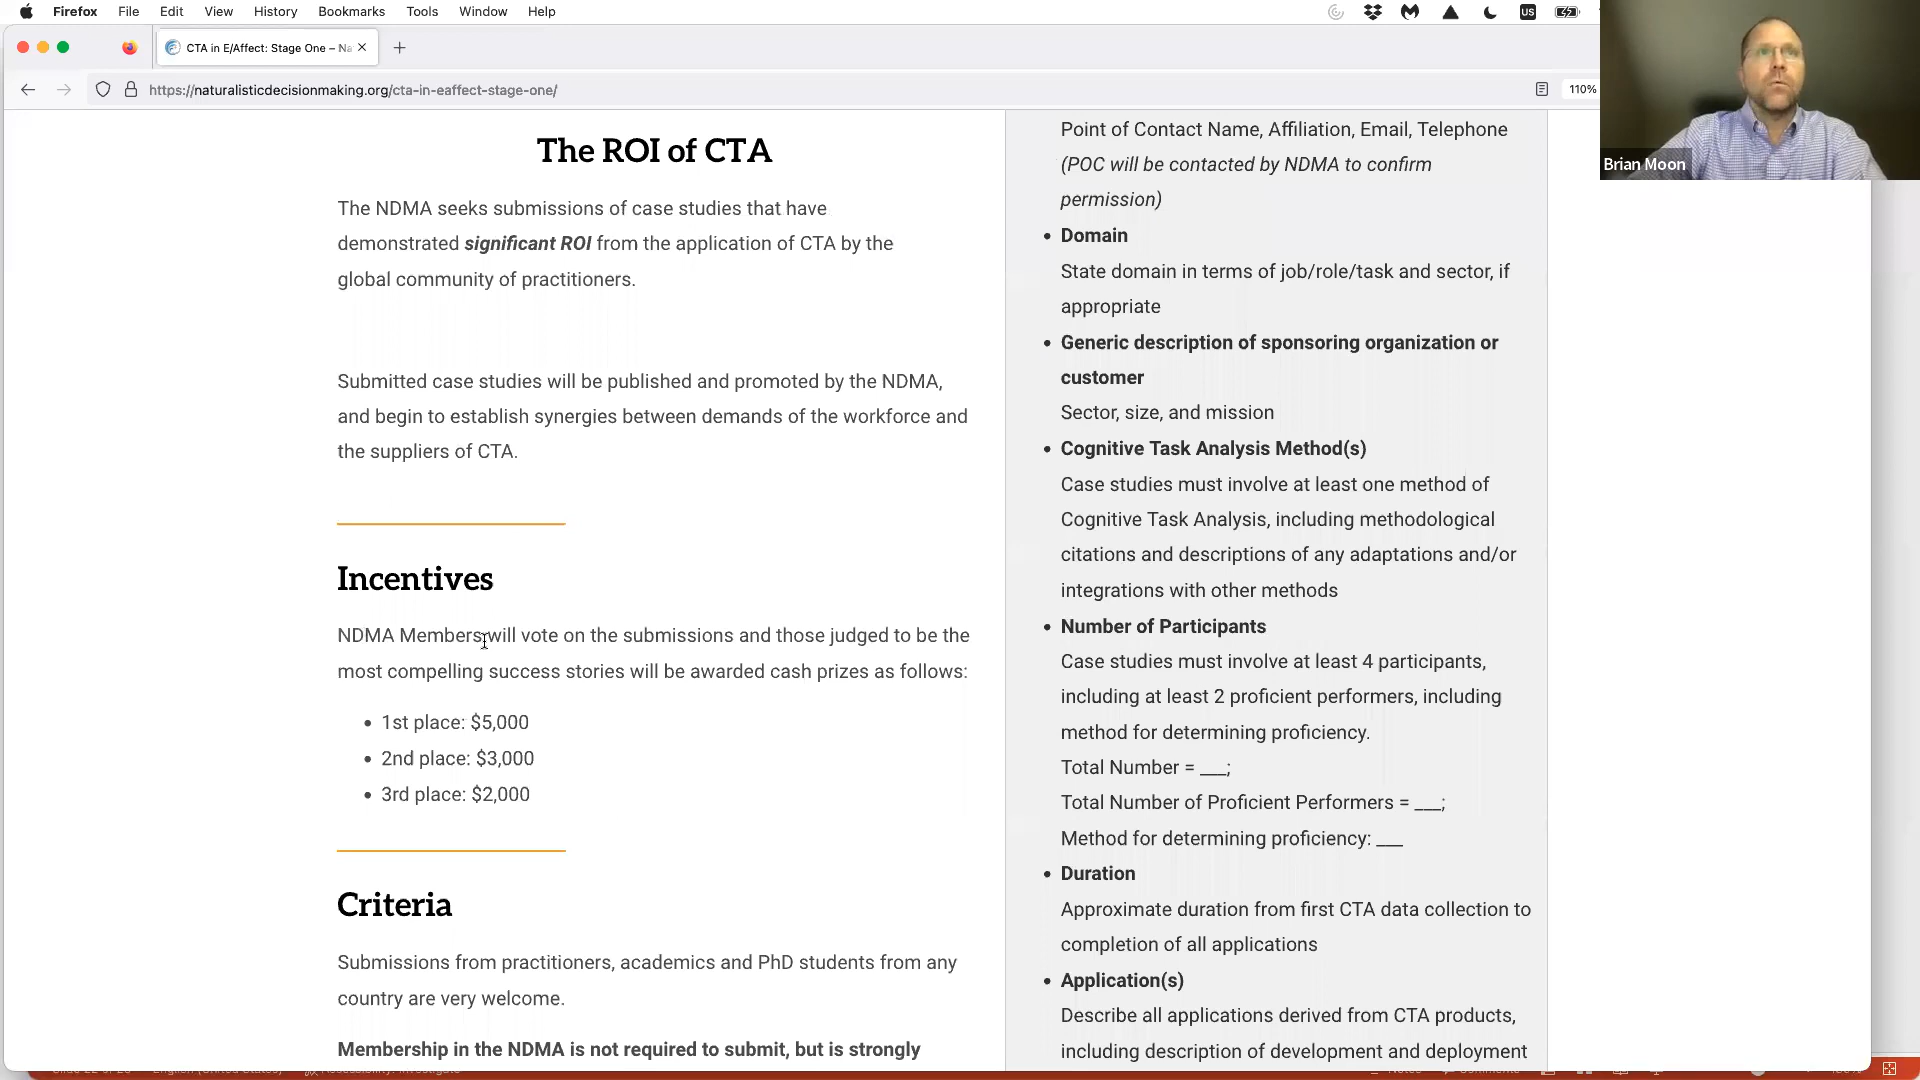 Firefox File Edit View History Bookmarks Tools Window Help
US
CTA in E/Affect: Stage One – Na
https://naturalisticdecisionmaking.org/cta-in-eaffect-stage-one/
110%
Brian Moon
The ROI of CTA
The NDMA seeks submissions of case studies that have
demonstrated significant ROI from the application of CTA by the
global community of practitioners.
Submitted case studies will be published and promoted by the NDMA,
and begin to establish synergies between demands of the workforce and
the suppliers of CTA.
Incentives
NDMA Members will vote on the submissions and those judged to be the
most compelling success stories will be awarded cash prizes as follows:
• 1st place: $5,000
• 2nd place: $3,000
• 3rd place: $2,000
Criteria
Submissions from practitioners, academics and PhD students from any
country are very welcome.
Membership in the NDMA is not required to submit, but is strongly
Point of Contact Name, Affiliation, Email, Telephone
(POC will be contacted by NDMA to confirm
permission)
• Domain
State domain in terms of job/role/task and sector, if
appropriate
• Generic description of sponsoring organization or
customer
Sector, size, and mission
• Cognitive Task Analysis Method(s)
Case studies must involve at least one method of
Cognitive Task Analysis, including methodological
citations and descriptions of any adaptations and/or
integrations with other methods
• Number of Participants
Case studies must involve at least 4 participants,
including at least 2 proficient performers, including
method for determining proficiency.
Total Number = ___;
Total Number of Proficient Performers = ___;
Method for determining proficiency: ___
• Duration
Approximate duration from first CTA data collection to
completion of all applications
• Application(s)
Describe all applications derived from CTA products,
including description of development and deployment